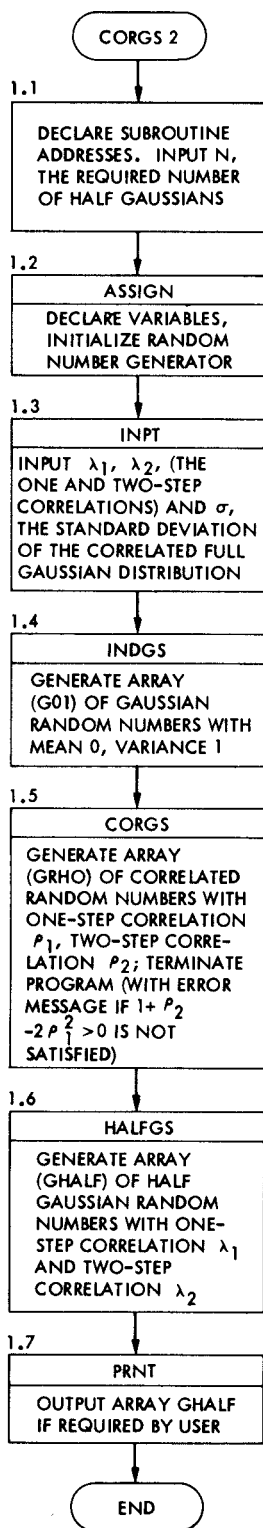 CORGS 2
1.1
DECLARE SUBROUTINE
ADDRESSES. INPUT N,
THE REQUIRED NUMBER
OF HALF GAUSSIANS
1.2
ASSIGN
DECLARE VARIABLES,
INITIALIZE RANDOM
NUMBER GENERATOR
1.3
INPT
INPUT λ₁, λ₂, (THE
ONE AND TWO-STEP
CORRELATIONS) AND σ,
THE STANDARD DEVIATION
OF THE CORRELATED FULL
GAUSSIAN DISTRIBUTION
1.4
INDGS
GENERATE ARRAY
(G01) OF GAUSSIAN
RANDOM NUMBERS WITH
MEAN 0, VARIANCE 1
1.5
CORGS
GENERATE ARRAY
(GRHO) OF CORRELATED
RANDOM NUMBERS WITH
ONE-STEP CORRELATION
ρ₁, TWO-STEP CORRE-
LATION ρ₂; TERMINATE
PROGRAM (WITH ERROR
MESSAGE IF 1+ ρ₂
-2ρ₁² >0 IS NOT
SATISFIED)
1.6
HALFGS
GENERATE ARRAY
(GHALF) OF HALF
GAUSSIAN RANDOM
NUMBERS WITH ONE-
STEP CORRELATION λ₁
AND TWO-STEP
CORRELATION λ₂
1.7
PRNT
OUTPUT ARRAY GHALF
IF REQUIRED BY USER
END